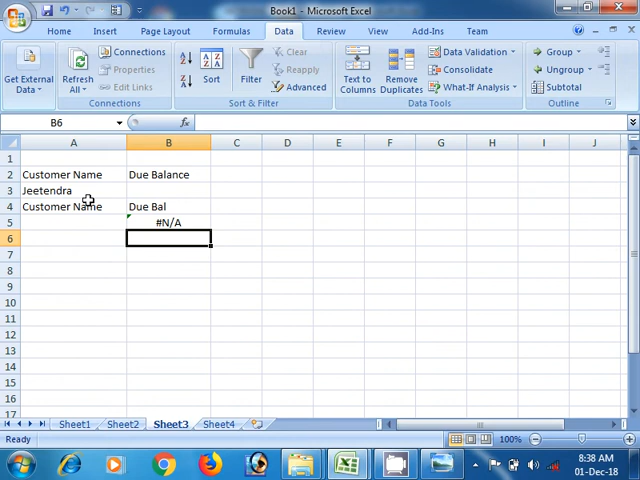 Book1 - Microsoft Excel
Home Insert Page Layout Formulas Data Review View Add-Ins Team
Connections Clear Data Validation Group
Properties Reapply Consolidate Ungroup
Get External Data Refresh All Edit Links Sort Filter Advanced Text to Columns Remove Duplicates What-If Analysis Subtotal
Connections Sort & Filter Data Tools Outline
B6 fx
A B C D E F G H I J
1
2 Customer Name Due Balance
3 Jeetendra
4 Customer Name Due Bal
5 #N/A
6
7
8
9
10
11
12
13
14
15
16
17
Sheet1 Sheet2 Sheet3 Sheet4
Ready 100%
8:38 AM
01-Dec-18